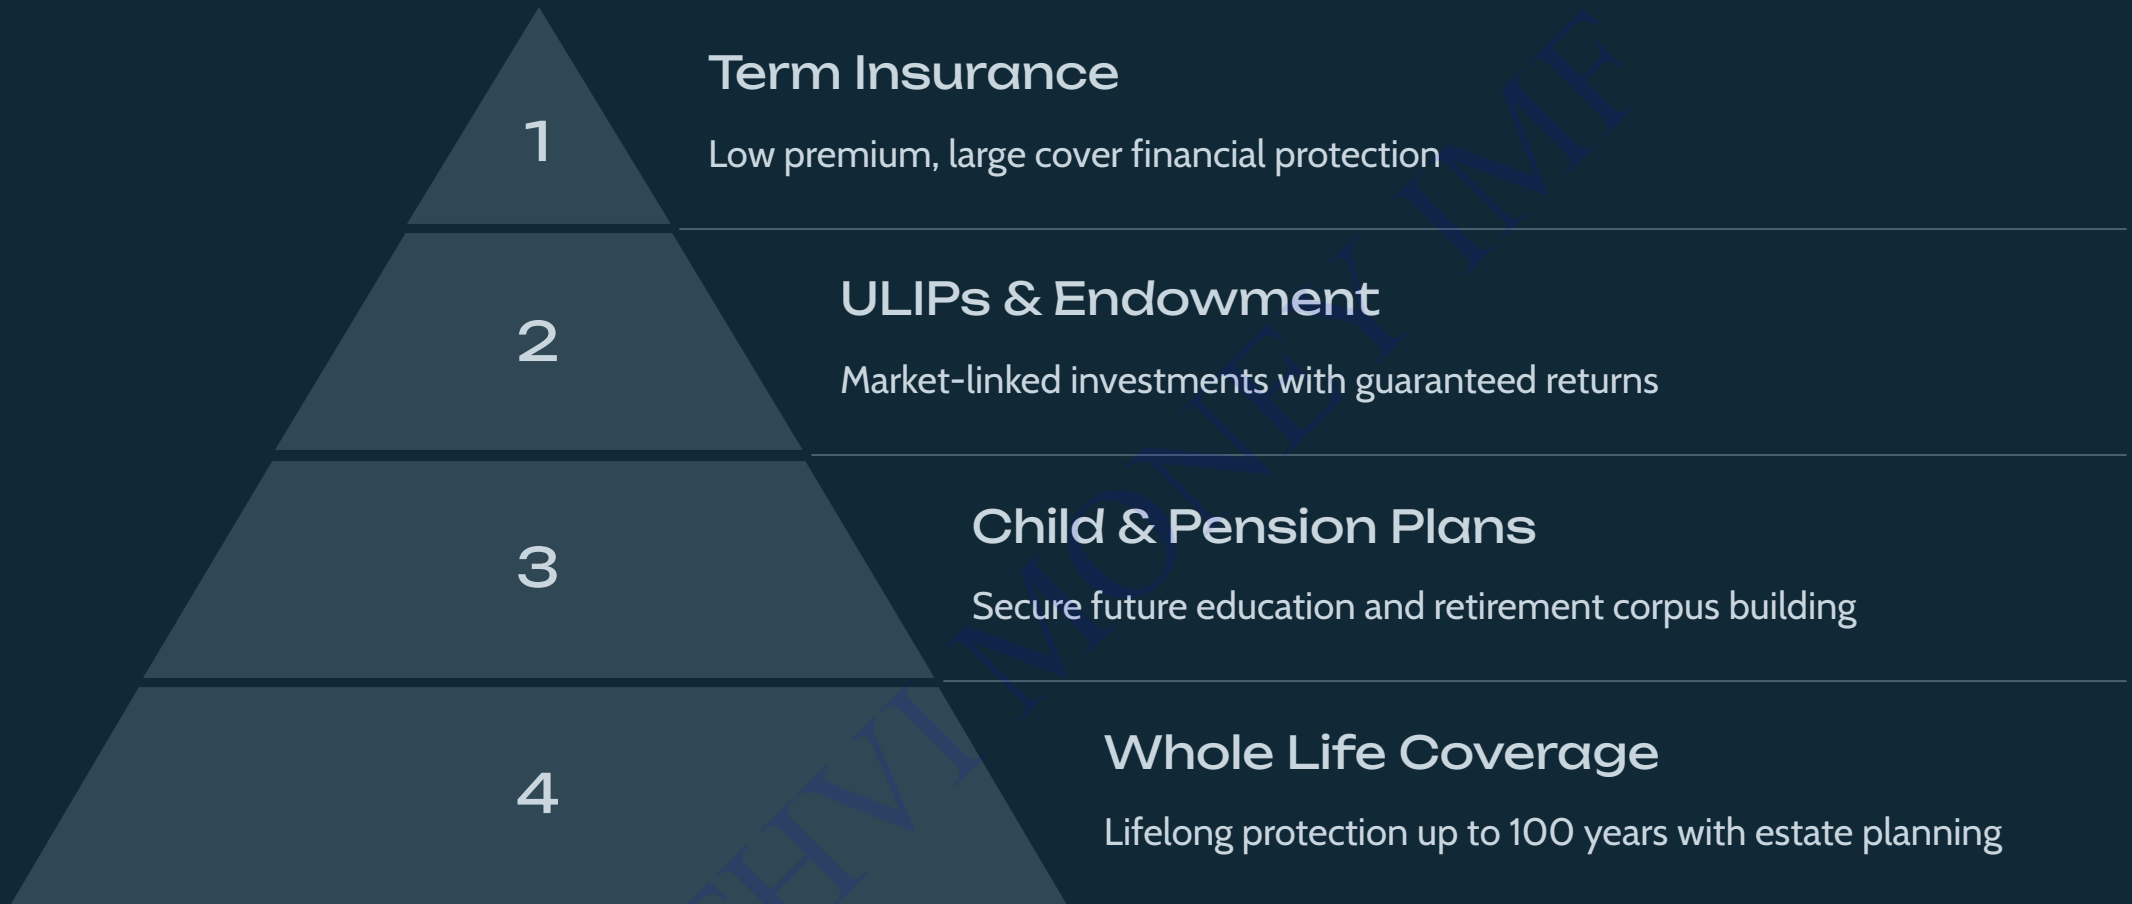 1
Term Insurance
Low premium, large cover financial protection
2
ULIPs & Endowment
Market-linked investments with guaranteed returns
3
Child & Pension Plans
Secure future education and retirement corpus building
4
Whole Life Coverage
Lifelong protection up to 100 years with estate planning
MONEY IMF